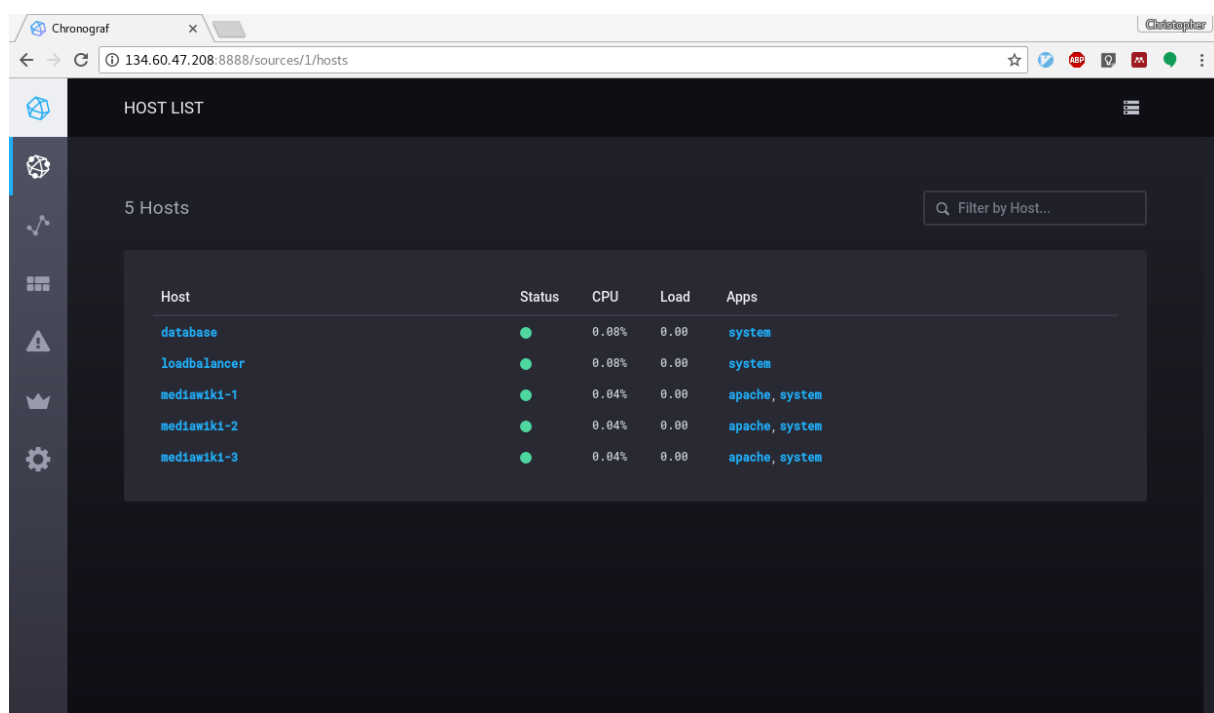 Chronograf
Christopher
134.60.47.208:8888/sources/1/hosts
ABP
HOST LIST
5 Hosts
Filter by Host...
Host Status CPU Load Apps
database 0.08% 0.00 system
loadbalancer 0.08% 0.00 system
mediawiki-1 0.04% 0.00 apache, system
mediawiki-2 0.04% 0.00 apache, system
mediawiki-3 0.04% 0.00 apache, system